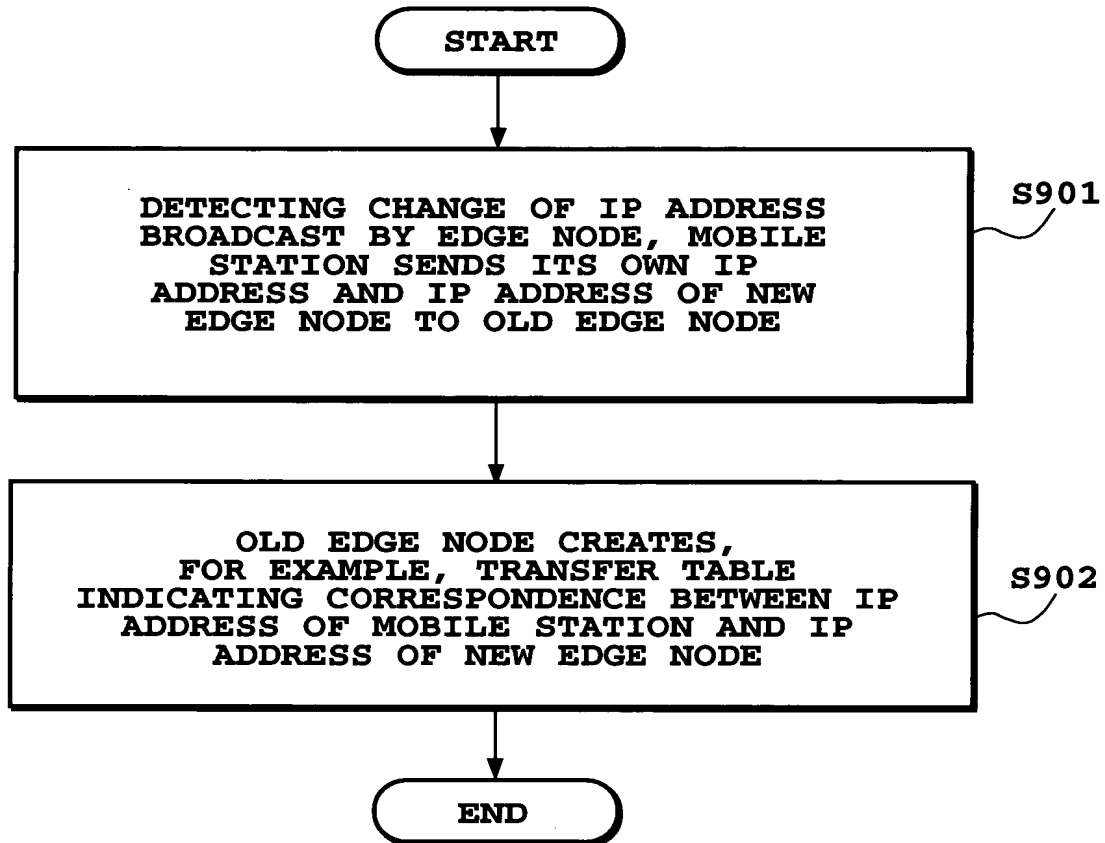 START
DETECTING CHANGE OF IP ADDRESS
BROADCAST BY EDGE NODE, MOBILE
STATION SENDS ITS OWN IP
ADDRESS AND IP ADDRESS OF NEW
EDGE NODE TO OLD EDGE NODE
S901
OLD EDGE NODE CREATES,
FOR EXAMPLE, TRANSFER TABLE
INDICATING CORRESPONDENCE BETWEEN IP
ADDRESS OF MOBILE STATION AND IP
ADDRESS OF NEW EDGE NODE
S902
END